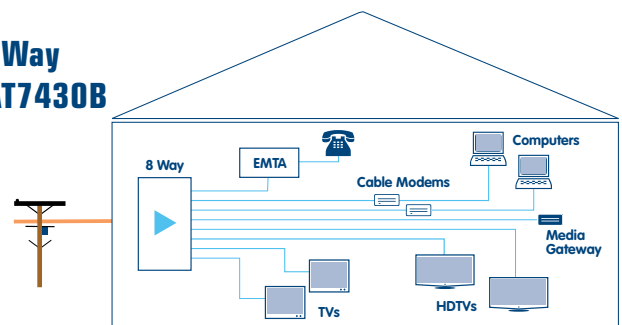 Way
T7430B
8 Way
EMTA
Computers
Cable Modems
Media
Gateway
TVs
HDTVs